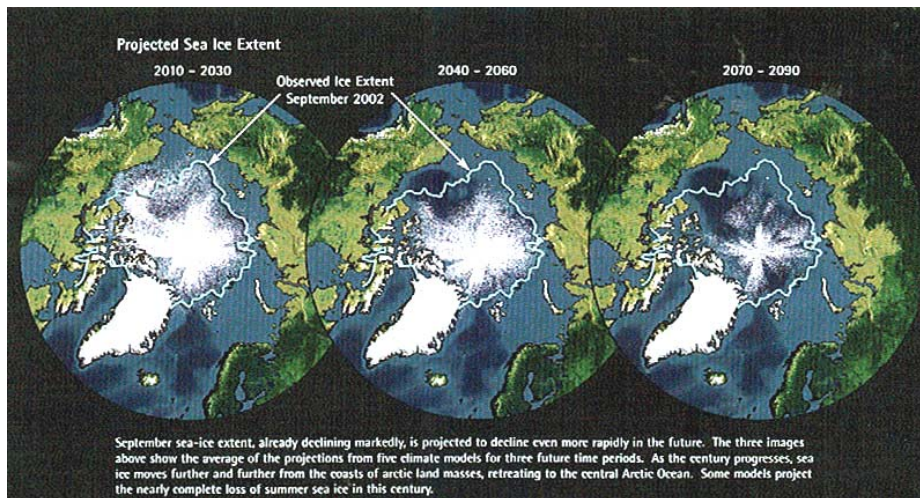 Projected Sea Ice Extent
2010 – 2030
Observed Ice Extent
September 2002
2040 – 2060
2070 – 2090
September sea-ice extent, already declining markedly, is projected to decline even more rapidly in the future. The three images
above show the average of the projections from five climate models for three future time periods. As the century progresses, sea
ice moves further and further from the coasts of arctic land masses, retreating to the central Arctic Ocean. Some models project
the nearly complete loss of summer sea ice in this century.